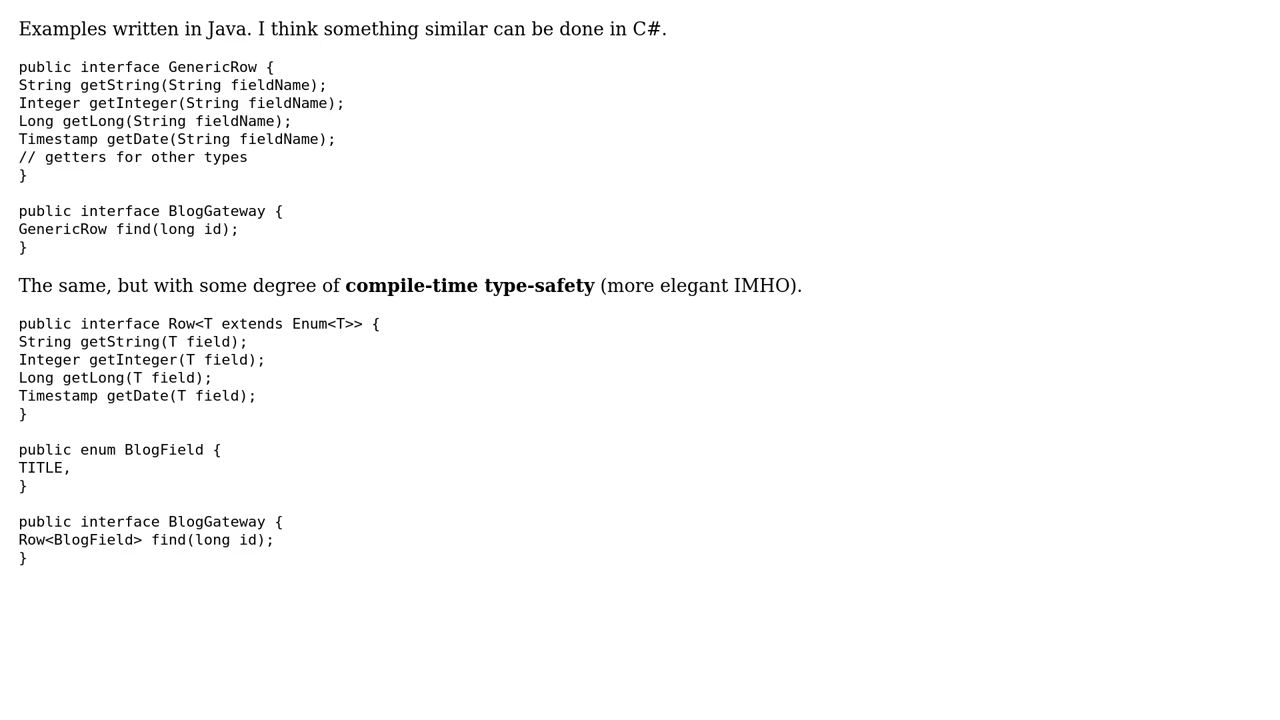 Examples written in Java. I think something similar can be done in C#.
public interface GenericRow {
String getString(String fieldName);
Integer getInteger(String fieldName);
Long getLong(String fieldName);
Timestamp getDate(String fieldName);
// getters for other types
}
public interface BlogGateway {
GenericRow find(long id);
}
The same, but with some degree of compile-time type-safety (more elegant IMHO).
public interface Row<T extends Enum<T>> {
String getString(T field);
Integer getInteger(T field);
Long getLong(T field);
Timestamp getDate(T field);
}
public enum BlogField {
TITLE,
}
public interface BlogGateway {
Row<BlogField> find(long id);
}